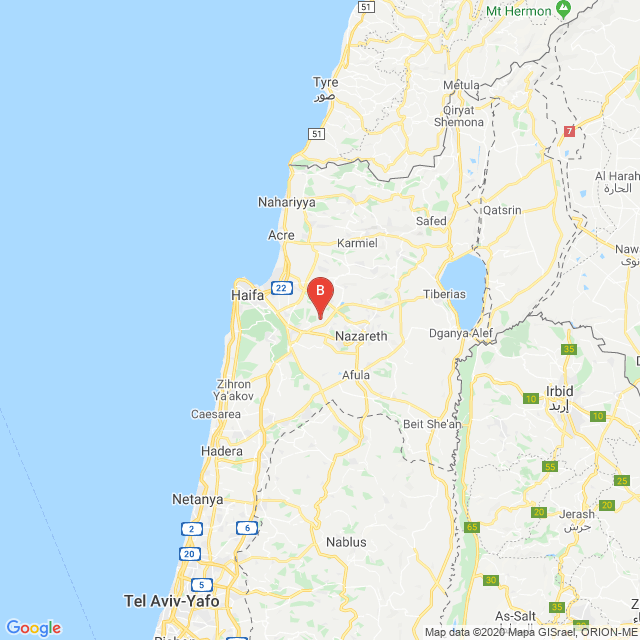 51
Mt Hermon
Tyre
صور
Metula
Qiryat
Shemona
51
7
Al Harah
الحارة
Nahariyya
Safed
Qatsrin
Acre
Karmiel
Naw
نوى
22
B
Haifa
Tiberias
Nazareth
Dganya Alef
35
D
Afula
Zihron
Ya'akov
Irbid
إربد
10
10
Caesarea
Beit She'an
Hadera
55
25
Netanya
20
20
Jerash
جرش
2
6
65
Nablus
20
5
30
Tel Aviv-Yafo
35
Z
As-Salt
Google
Map data ©2020 Mapa GISrael, ORION-ME